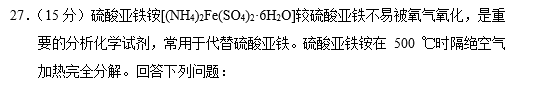 27.（15 分）硫酸亚铁铵[(NH₄)₂Fe(SO₄)₂·6H₂O]较硫酸亚铁不易被氧气氧化，是重
要的分析化学试剂，常用于代替硫酸亚铁。硫酸亚铁铵在 500 ℃时隔绝空气
加热完全分解。回答下列问题：